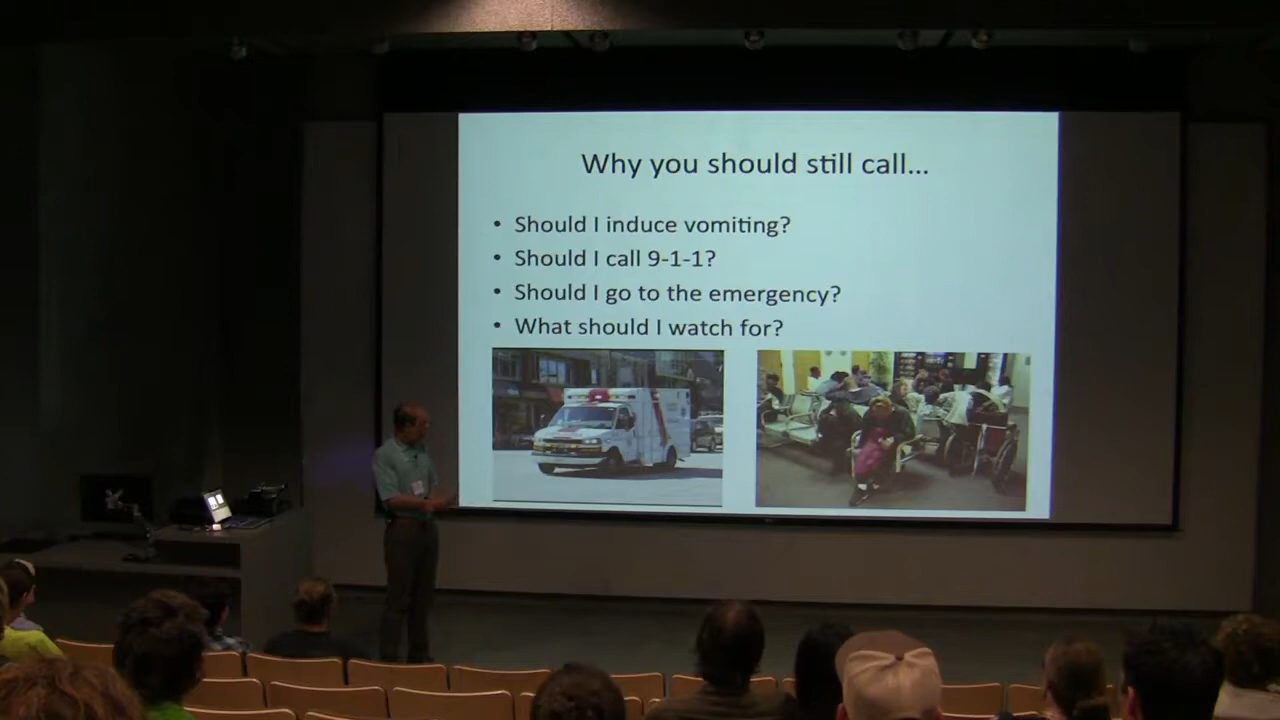 Why you should still call...
• Should I induce vomiting?
• Should I call 9-1-1?
• Should I go to the emergency?
• What should I watch for?